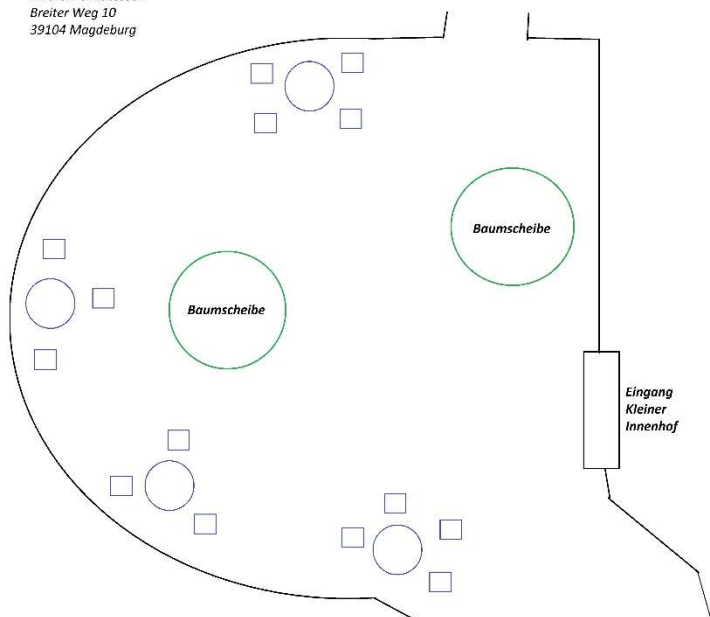 Breiter Weg 10
39104 Magdeburg
Baumscheibe
Baumscheibe
Eingang
Kleiner
Innenhof